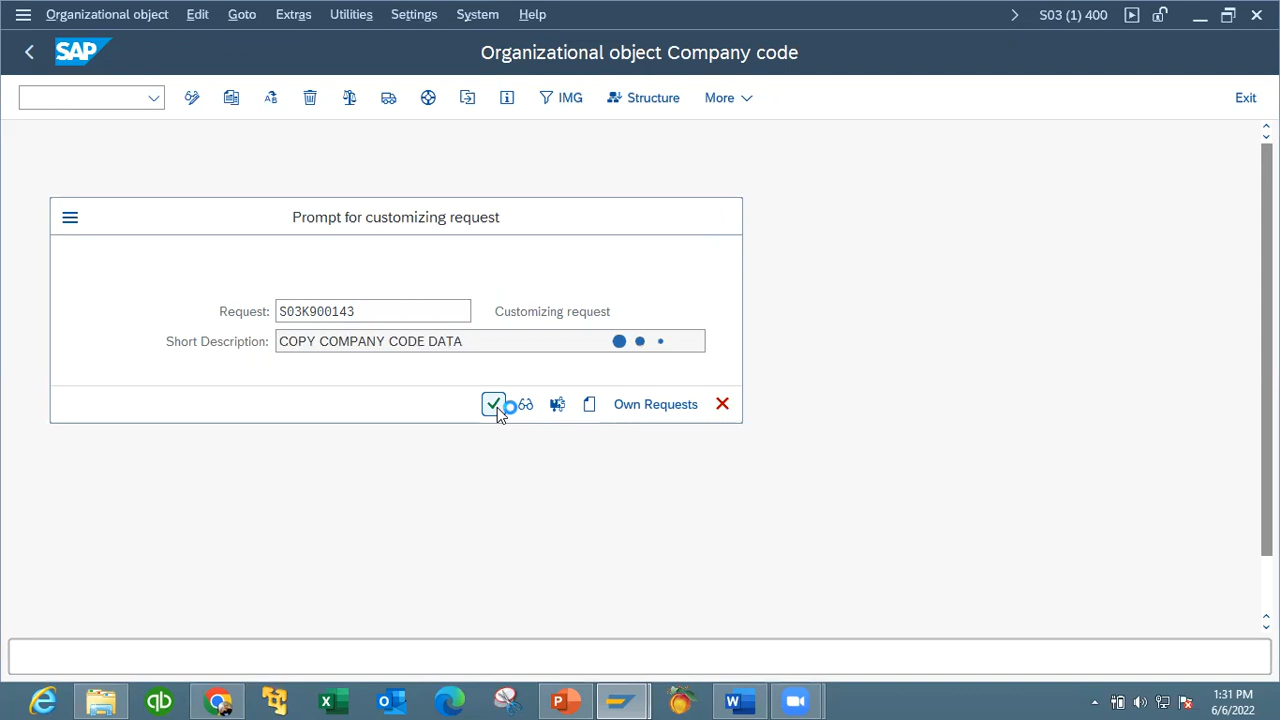 Organizational object Edit Goto Extras Utilities Settings System Help S03 (1) 400
SAP Organizational object Company code
IMG Structure More Exit
Prompt for customizing request
Request: S03K900143 Customizing request
Short Description: COPY COMPANY CODE DATA
Own Requests
1:31 PM
6/6/2022